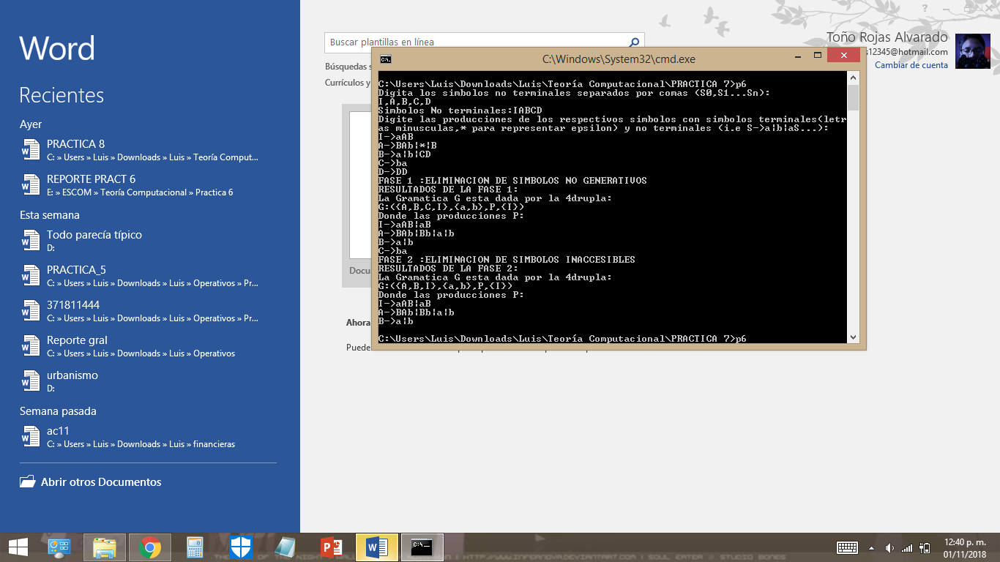 Word
Recientes
Ayer
PRACTICA 8
C: » Users » Luis » Downloads » Luis » Teoría Comput...
REPORTE PRACT 6
E: » ESCOM » Teoría Computacional » Practica 6
Esta semana
Todo parecía típico
D:
PRACTICA_5
C: » Users » Luis » Downloads » Luis » Operativos » Pr...
371811444
C: » Users » Luis » Downloads » Luis » Operativos » Pr...
Reporte gral
C: » Users » Luis » Downloads » Luis » Operativos
urbanismo
D:
Semana pasada
ac11
C: » Users » Luis » Downloads » Luis » financieras
Abrir otros Documentos
Buscar plantillas en línea
Búsquedas s
Currículos y
Toño Rojas Alvarado
s12345@hotmail.com
Cambiar de cuenta
Docu
Ahora
Puede
C:\Windows\System32\cmd.exe
C:\Users\Luis\Downloads\Luis\Teoría Computacional\PRACTICA 7>p6
Digita los simbolos no terminales separados por comas (S0,S1...Sn):
I,A,B,C,D
Simbolos No terminales:IABCD
Digite las producciones de los respectivos simbolos con simbolos terminales(letr
as minusculas,* para representar epsilon) y no terminales (i.e S->a|b|aS...):
I->aAB
A->BAb|*|B
B->a|b|CD
C->ba
D->DD
FASE 1 :ELIMINACION DE SIMBOLOS NO GENERATIVOS
RESULTADOS DE LA FASE 1:
La Gramatica G esta dada por la 4drupla:
G:({A,B,C,I},{a,b},P,{I})
Donde las producciones P:
I->aAB|aB
A->BAb|Bb|a|b
B->a|b
C->ba
FASE 2 :ELIMINACION DE SIMBOLOS INACCESIBLES
RESULTADOS DE LA FASE 2:
La Gramatica G esta dada por la 4drupla:
G:({A,B,I},{a,b},P,{I})
Donde las producciones P:
I->aAB|aB
A->BAb|Bb|a|b
B->a|b
C:\Users\Luis\Downloads\Luis\Teoría Computacional\PRACTICA 7>p6
12:40 p. m.
01/11/2018